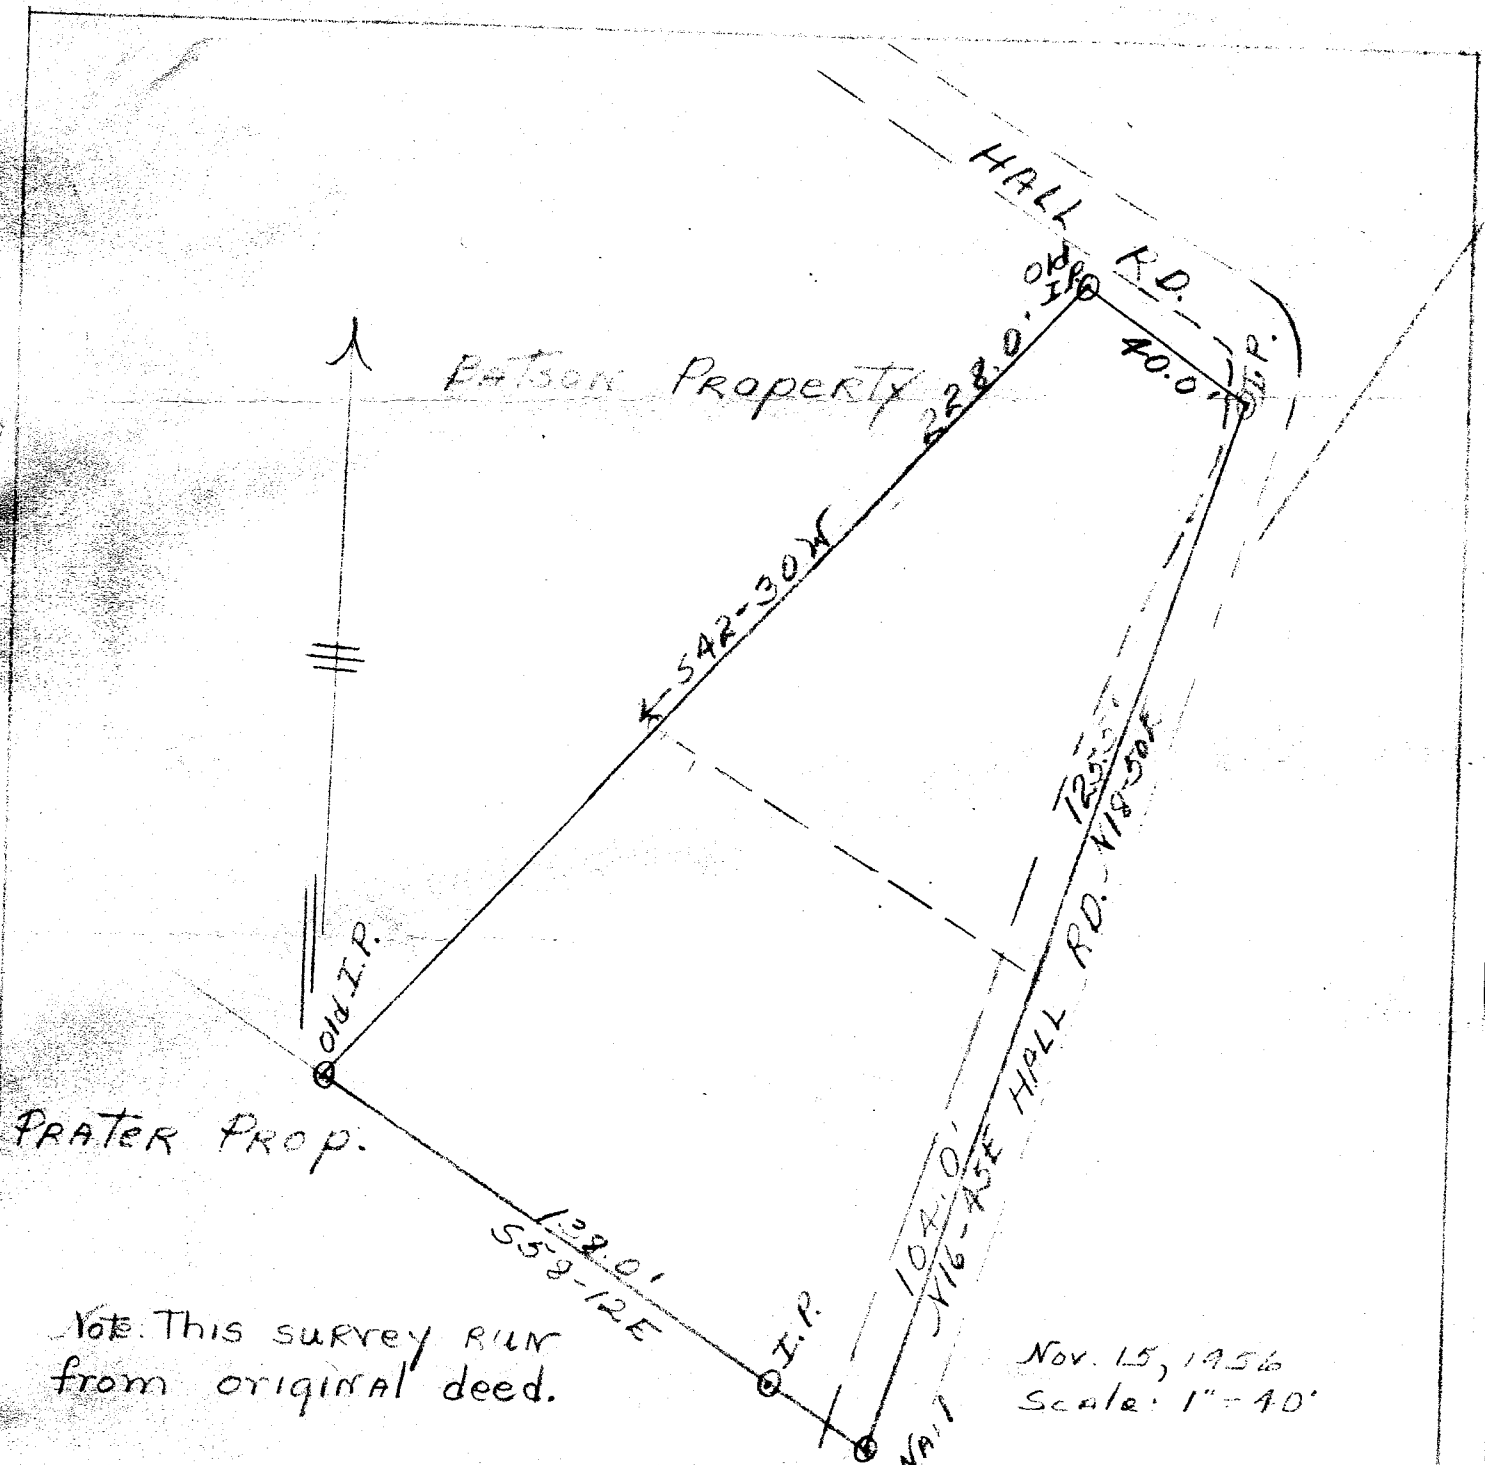 HALL RD.
Old
I.P.
I.P.
40.0'
228.0'
BATSON PROPERTY
S42-30W
125.5'
N18-50E
HALL RD.
Old I.P.
PRATER PROP.
104.0'
N16-45E
138.0'
S58-12E
I.P.
Note: This survey RUN
from original deed.
Nov. 15, 1956
Scale: 1"=40'
NAIL